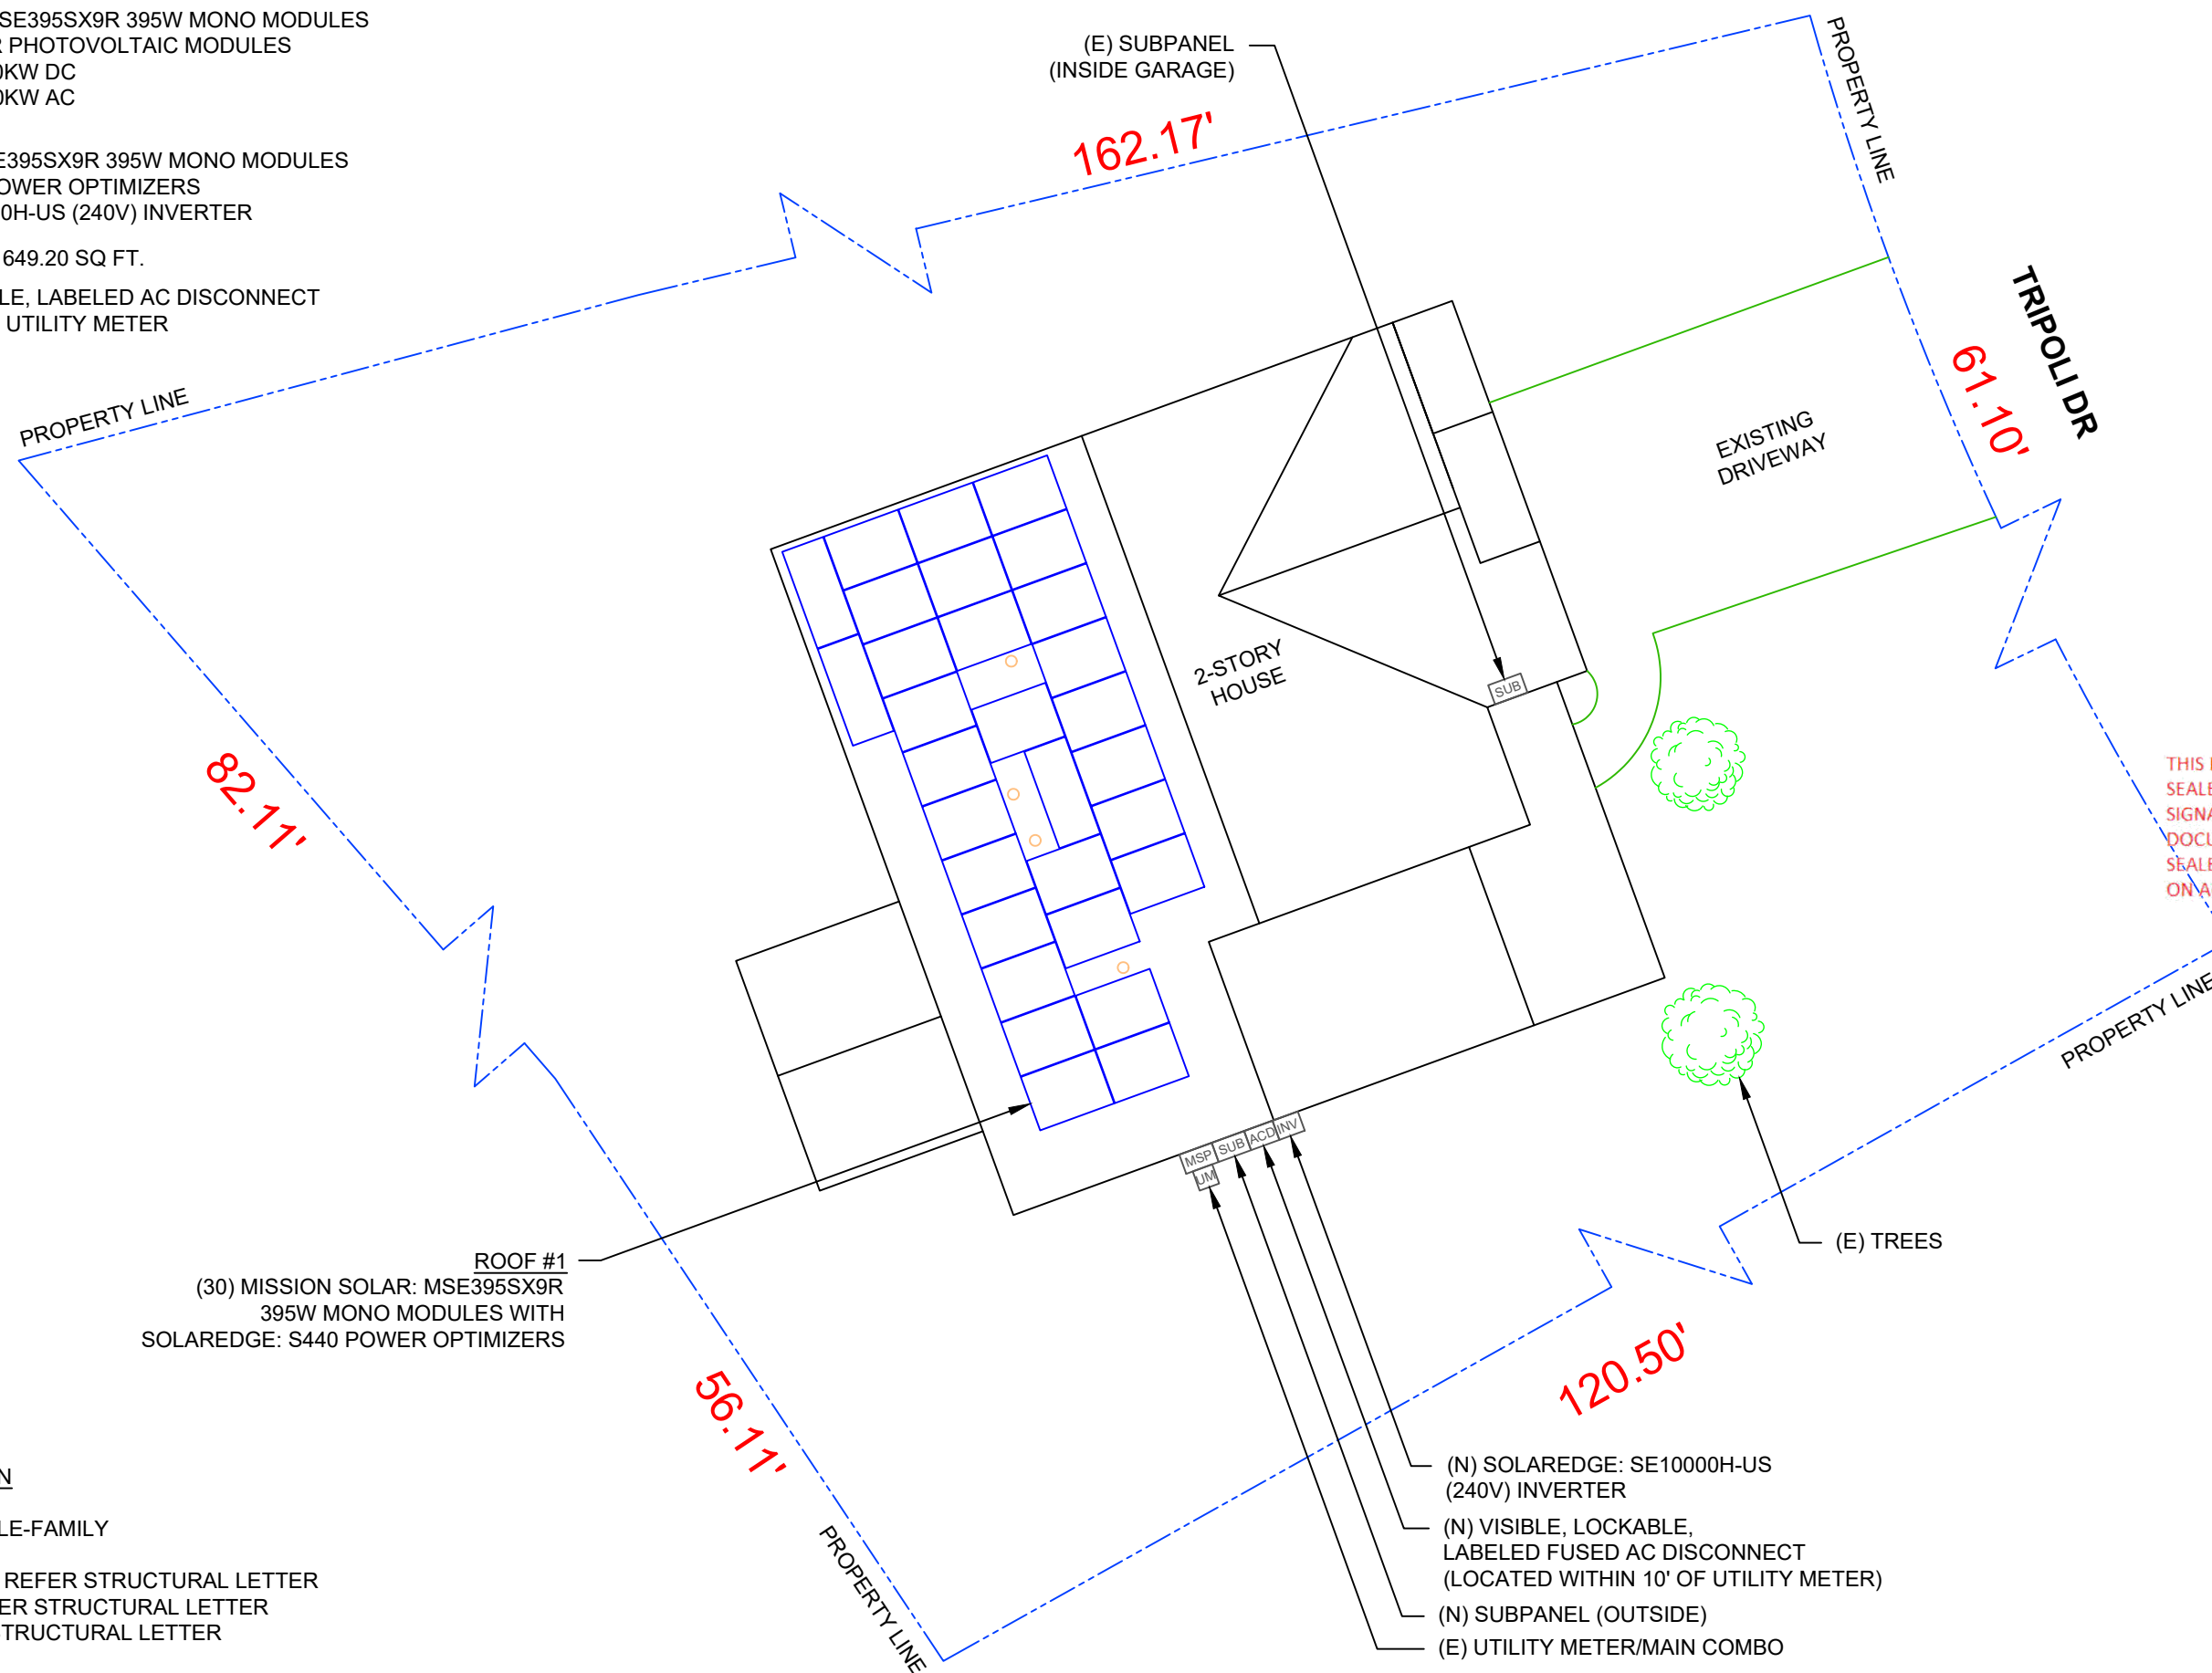 SE395SX9R 395W MONO MODULES
R PHOTOVOLTAIC MODULES
0KW DC
0KW AC
E395SX9R 395W MONO MODULES
OWER OPTIMIZERS
0H-US (240V) INVERTER
649.20 SQ FT.
LE, LABELED AC DISCONNECT
UTILITY METER
(E) SUBPANEL
(INSIDE GARAGE)
162.17'
PROPERTY LINE
PROPERTY LINE
TRIPOLI DR
61.10'
EXISTING
DRIVEWAY
2-STORY
HOUSE
SUB
82.11'
THIS
SEALE
SIGNA
DOCU
SEALE
ON A
PROPERTY LINE
MSP
SUB
ACD
INV
UM
(E) TREES
ROOF #1
(30) MISSION SOLAR: MSE395SX9R
395W MONO MODULES WITH
SOLAREDGE: S440 POWER OPTIMIZERS
56.11'
120.50'
PROPERTY LINE
(N) SOLAREDGE: SE10000H-US
(240V) INVERTER
(N) VISIBLE, LOCKABLE,
LABELED FUSED AC DISCONNECT
(LOCATED WITHIN 10' OF UTILITY METER)
(N) SUBPANEL (OUTSIDE)
(E) UTILITY METER/MAIN COMBO
N
LE-FAMILY
REFER STRUCTURAL LETTER
ER STRUCTURAL LETTER
STRUCTURAL LETTER